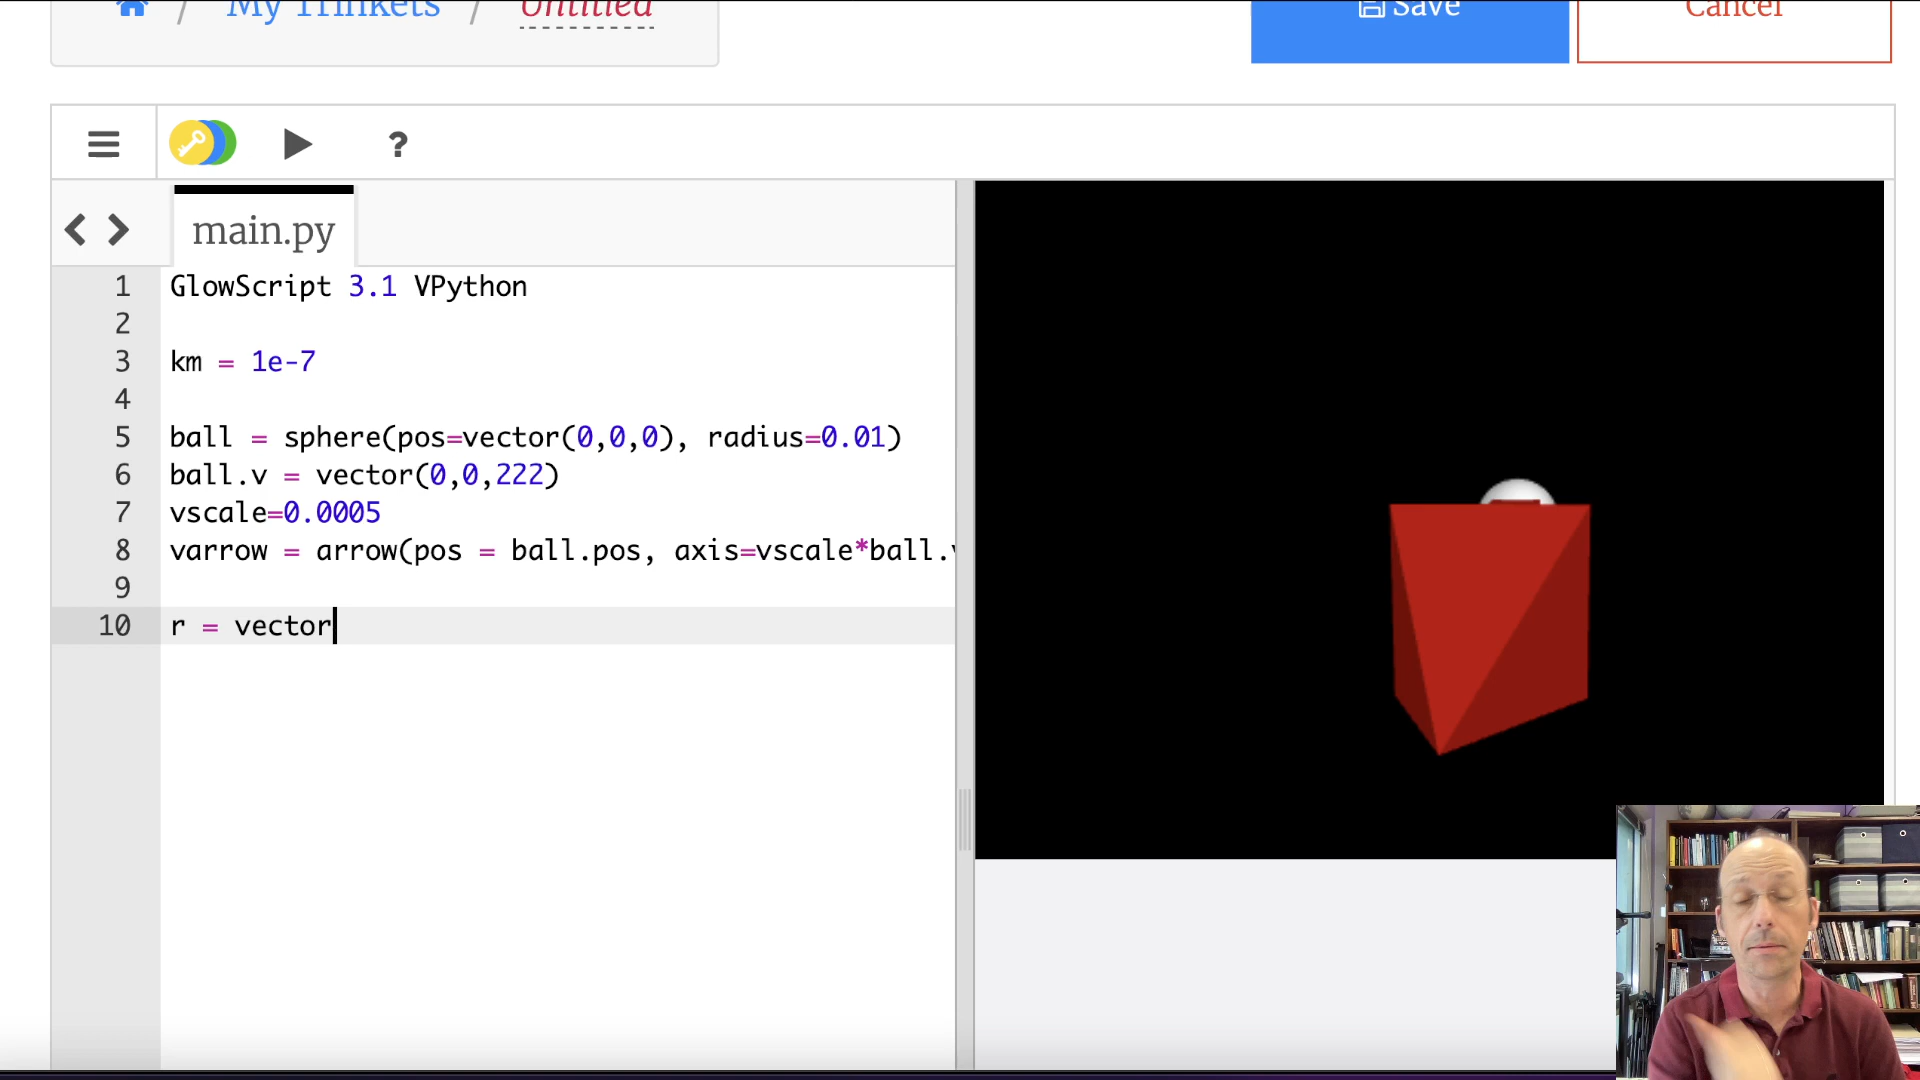 / My Trinkets / Untitled
Save
Cancel
?
main.py
1 GlowScript 3.1 VPython
2
3 km = 1e-7
4
5 ball = sphere(pos=vector(0,0,0), radius=0.01)
6 ball.v = vector(0,0,222)
7 vscale=0.0005
8 varrow = arrow(pos = ball.pos, axis=vscale*ball.v
9
10 r = vector